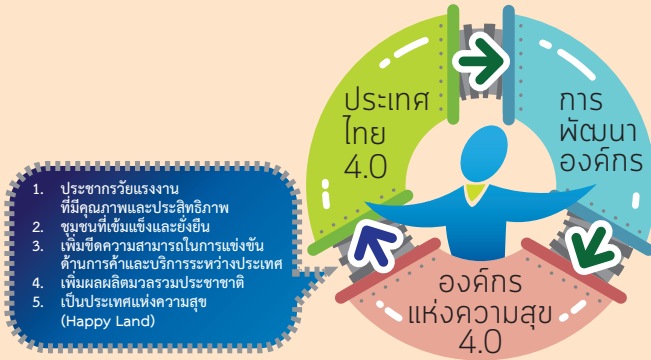 ประเทศ
ไทย
4.0
การ
พัฒนา
องค์กร
องค์กร
แห่งความสุข
4.0
1. ประชากรวัยแรงงาน
ที่มีคุณภาพและประสิทธิภาพ
2. ชุมชนที่เข้มแข็งและยั่งยืน
3. เพิ่มขีดความสามารถในการแข่งขัน
ด้านการค้าและบริการระหว่างประเทศ
4. เพิ่มผลผลิตมวลรวมประชาชาติ
5. เป็นประเทศแห่งความสุข
(Happy Land)